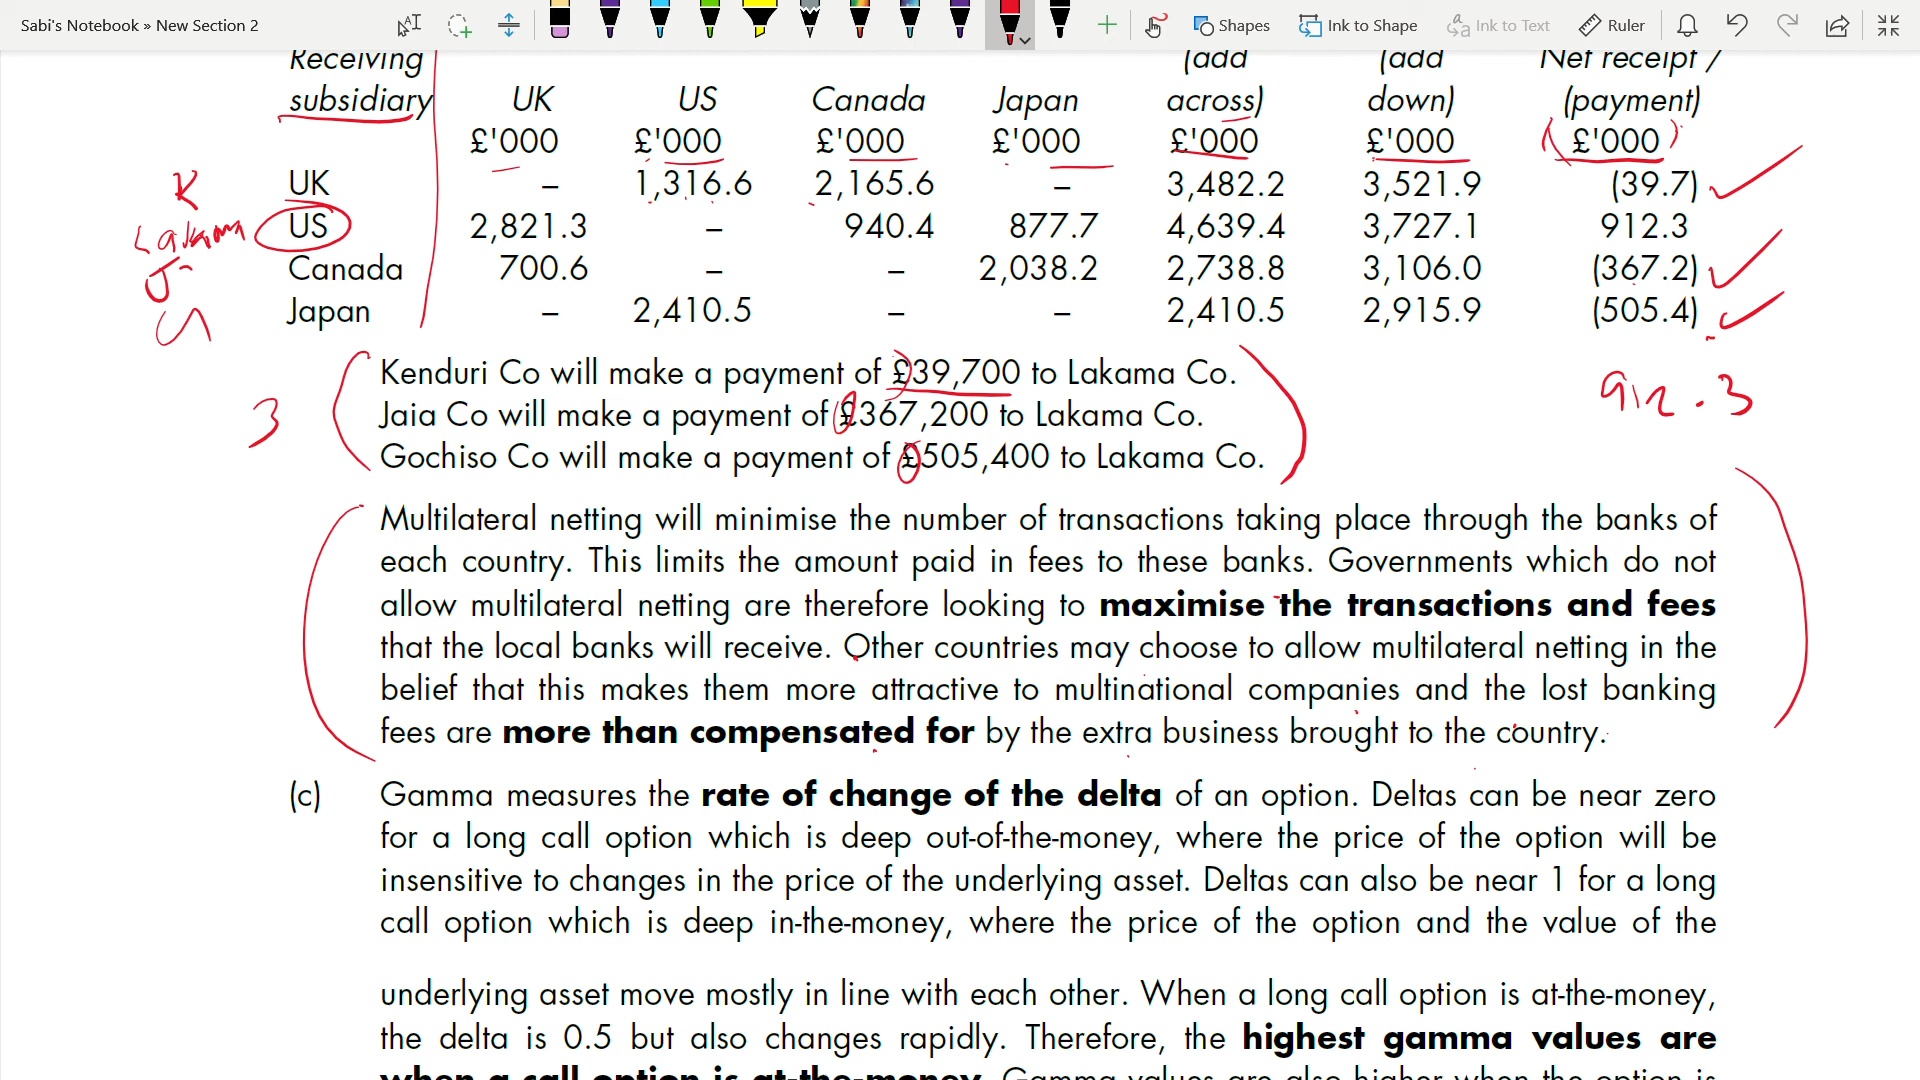 Sabi's Notebook » New Section 2
Shapes
Ink to Shape
Ink to Text
Ruler
Receiving (add (add Net receipt /
subsidiary UK US Canada Japan across) down) (payment)
£'000 £'000 £'000 £'000 £'000 £'000 £'000
K
UK – 1,316.6 2,165.6 – 3,482.2 3,521.9 (39.7)
Lakama US 2,821.3 – 940.4 877.7 4,639.4 3,727.1 912.3
J
Canada 700.6 – – 2,038.2 2,738.8 3,106.0 (367.2)
G
Japan – 2,410.5 – – 2,410.5 2,915.9 (505.4)
Kenduri Co will make a payment of £39,700 to Lakama Co.
912.3
3
Jaia Co will make a payment of £367,200 to Lakama Co.
Gochiso Co will make a payment of £505,400 to Lakama Co.
Multilateral netting will minimise the number of transactions taking place through the banks of
each country. This limits the amount paid in fees to these banks. Governments which do not
allow multilateral netting are therefore looking to maximise the transactions and fees
that the local banks will receive. Other countries may choose to allow multilateral netting in the
belief that this makes them more attractive to multinational companies and the lost banking
fees are more than compensated for by the extra business brought to the country.
(c) Gamma measures the rate of change of the delta of an option. Deltas can be near zero
for a long call option which is deep out-of-the-money, where the price of the option will be
insensitive to changes in the price of the underlying asset. Deltas can also be near 1 for a long
call option which is deep in-the-money, where the price of the option and the value of the
underlying asset move mostly in line with each other. When a long call option is at-the-money,
the delta is 0.5 but also changes rapidly. Therefore, the highest gamma values are
when a call option is at-the-money. Gamma values are also higher when the option is